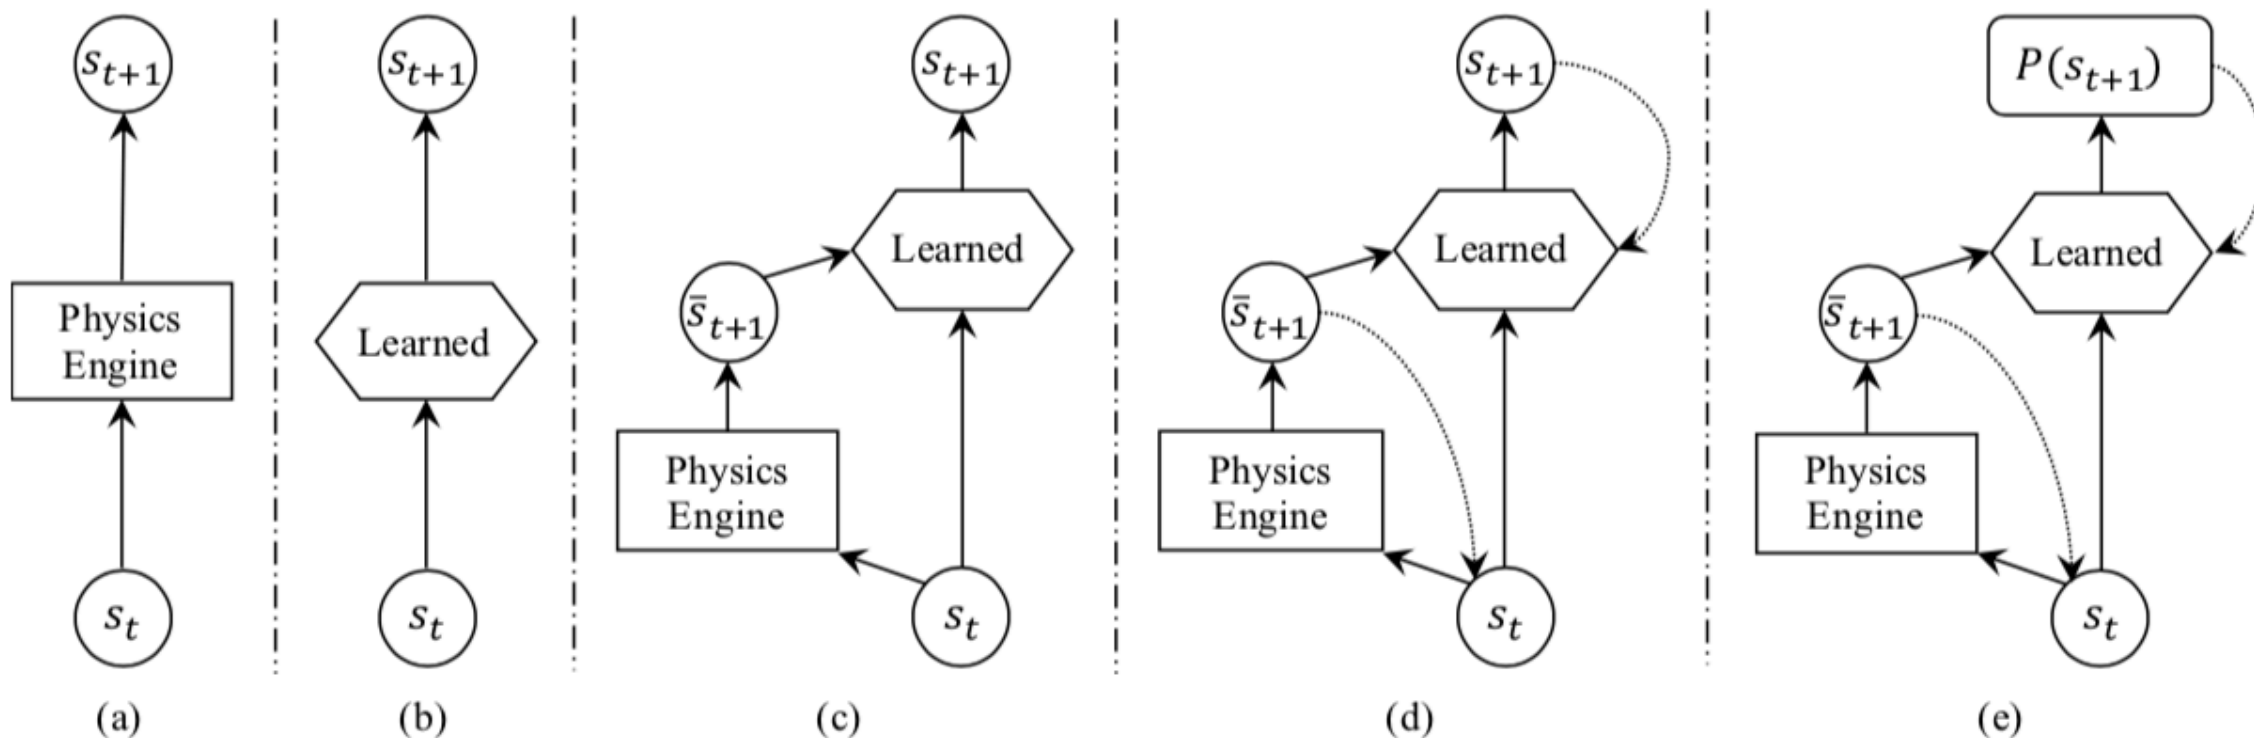 s_{t+1}
Physics
Engine
s_t
(a)
s_{t+1}
Learned
s_t
(b)
s_{t+1}
Learned
s̄_{t+1}
Physics
Engine
s_t
(c)
s_{t+1}
Learned
s̄_{t+1}
Physics
Engine
s_t
(d)
P(s_{t+1})
Learned
s̄_{t+1}
Physics
Engine
s_t
(e)